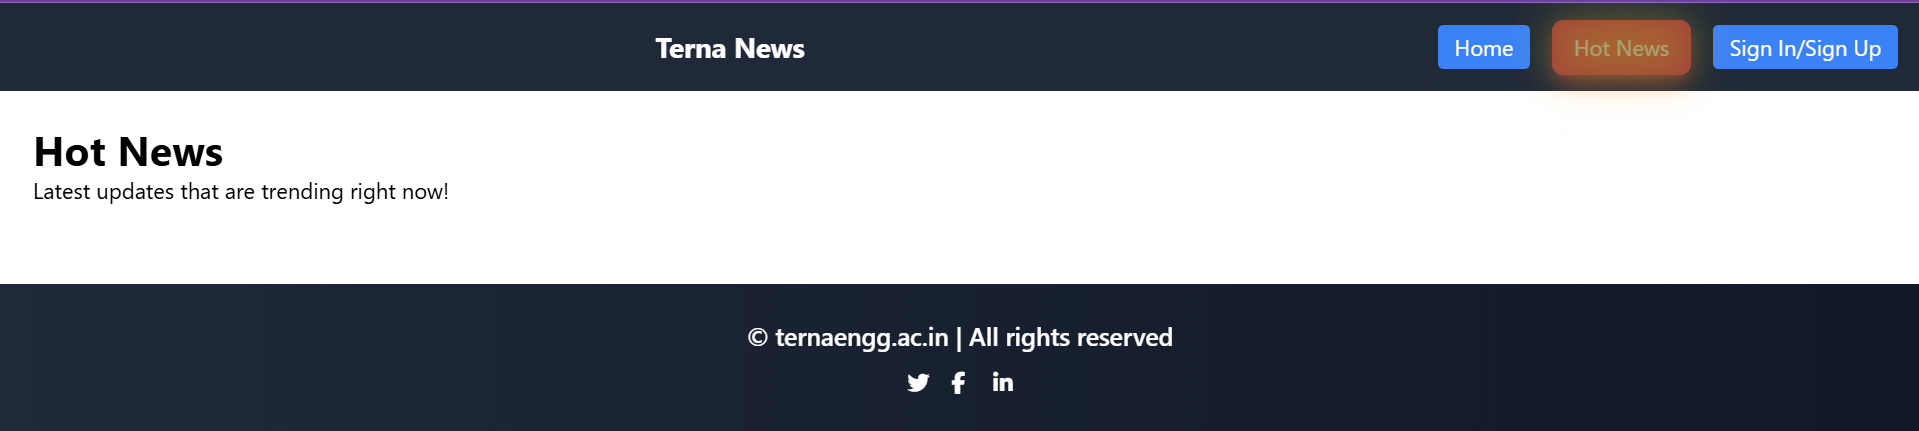 Terna News
Home
Hot News
Sign In/Sign Up
Hot News
Latest updates that are trending right now!
© ternaengg.ac.in | All rights reserved